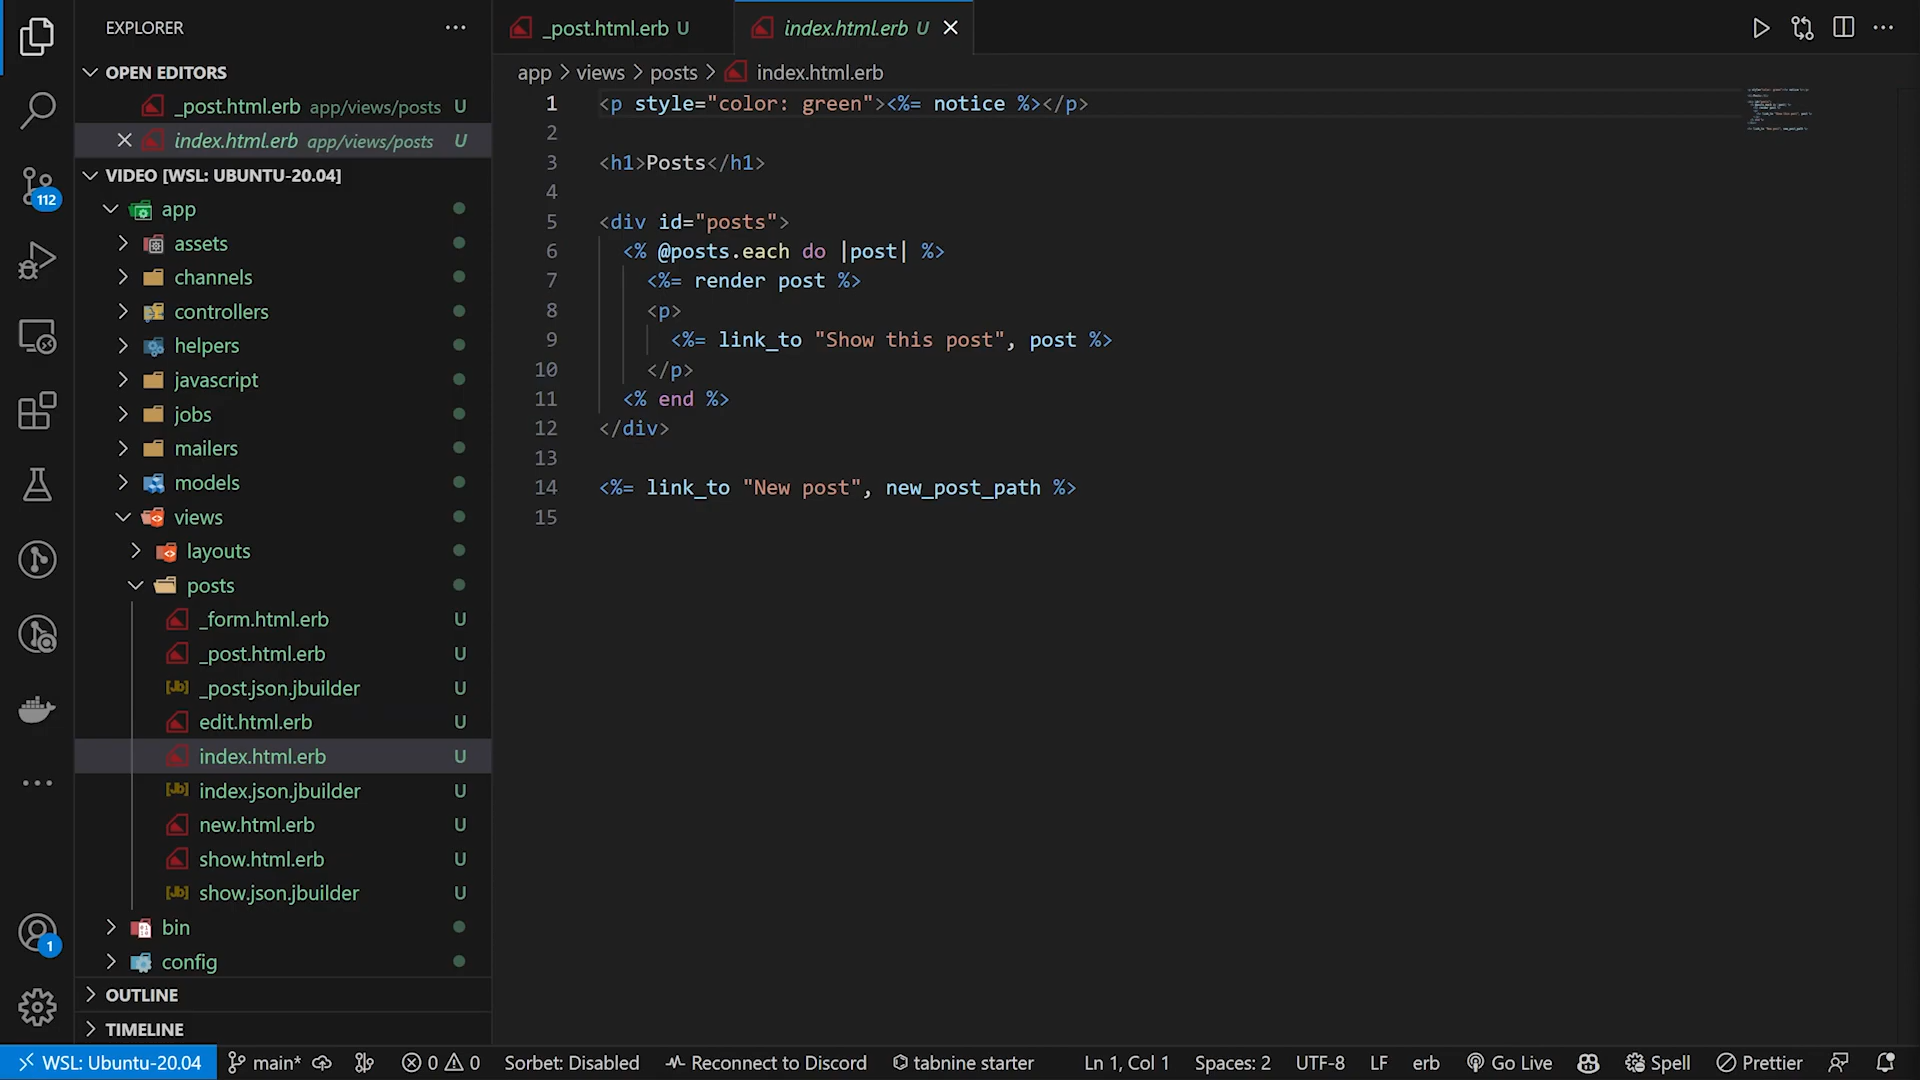 EXPLORER
OPEN EDITORS
_post.html.erb app/views/posts U
index.html.erb app/views/posts U
VIDEO [WSL: UBUNTU-20.04]
app
assets
channels
controllers
helpers
javascript
jobs
mailers
models
views
layouts
posts
_form.html.erb U
_post.html.erb U
_post.json.jbuilder U
edit.html.erb U
index.html.erb U
index.json.jbuilder U
new.html.erb U
show.html.erb U
show.json.jbuilder U
bin
config
OUTLINE
TIMELINE
112
1
_post.html.erb U
index.html.erb U
app > views > posts > index.html.erb
1 <p style="color: green"><%= notice %></p>
2
3 <h1>Posts</h1>
4
5 <div id="posts">
6 <% @posts.each do |post| %>
7 <%= render post %>
8 <p>
9 <%= link_to "Show this post", post %>
10 </p>
11 <% end %>
12 </div>
13
14 <%= link_to "New post", new_post_path %>
15
WSL: Ubuntu-20.04 main* 0 0 Sorbet: Disabled Reconnect to Discord tabnine starter Ln 1, Col 1 Spaces: 2 UTF-8 LF erb Go Live Spell Prettier